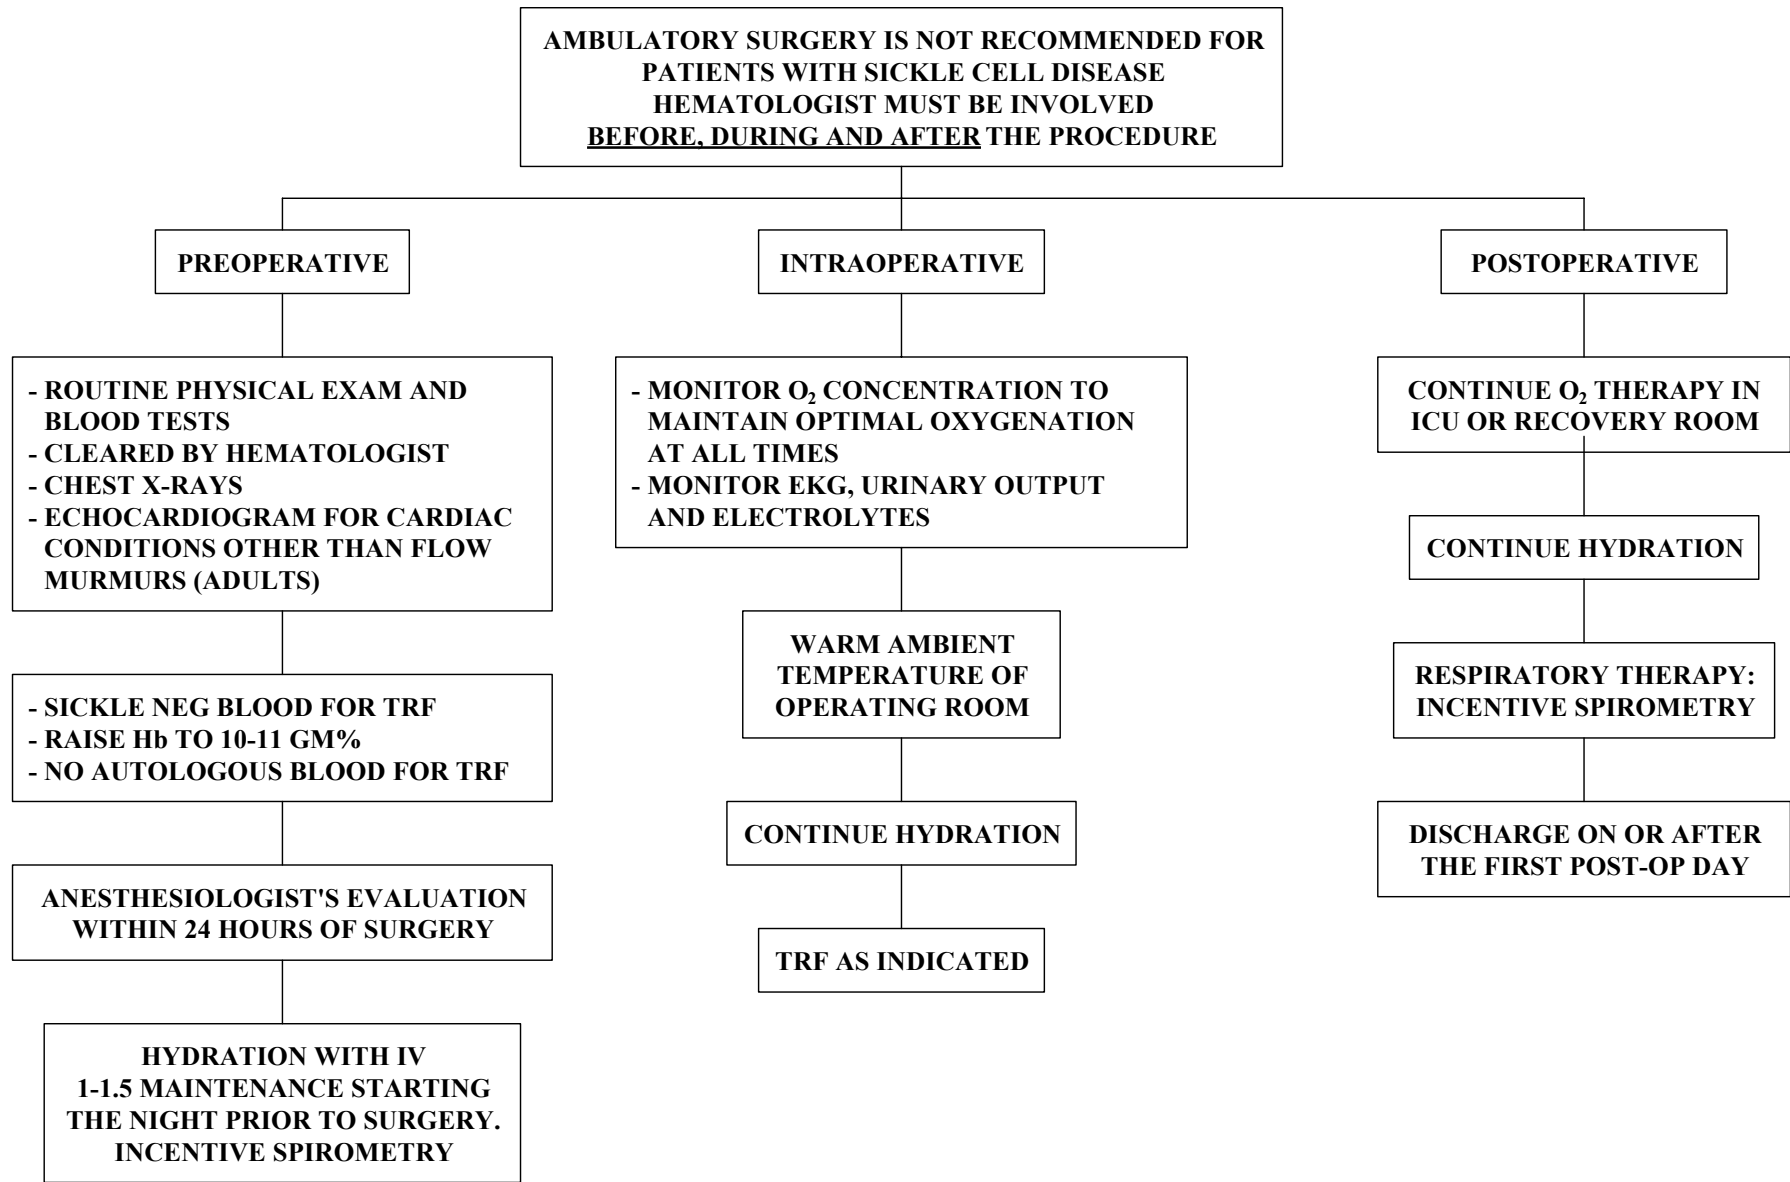 AMBULATORY SURGERY IS NOT RECOMMENDED FOR
PATIENTS WITH SICKLE CELL DISEASE
HEMATOLOGIST MUST BE INVOLVED
BEFORE, DURING AND AFTER THE PROCEDURE
PREOPERATIVE
- ROUTINE PHYSICAL EXAM AND
BLOOD TESTS
- CLEARED BY HEMATOLOGIST
- CHEST X-RAYS
- ECHOCARDIOGRAM FOR CARDIAC
CONDITIONS OTHER THAN FLOW
MURMURS (ADULTS)
- SICKLE NEG BLOOD FOR TRF
- RAISE Hb TO 10-11 GM%
- NO AUTOLOGOUS BLOOD FOR TRF
ANESTHESIOLOGIST'S EVALUATION
WITHIN 24 HOURS OF SURGERY
HYDRATION WITH IV
1-1.5 MAINTENANCE STARTING
THE NIGHT PRIOR TO SURGERY.
INCENTIVE SPIROMETRY
INTRAOPERATIVE
- MONITOR O₂ CONCENTRATION TO
MAINTAIN OPTIMAL OXYGENATION
AT ALL TIMES
- MONITOR EKG, URINARY OUTPUT
AND ELECTROLYTES
WARM AMBIENT
TEMPERATURE OF
OPERATING ROOM
CONTINUE HYDRATION
TRF AS INDICATED
POSTOPERATIVE
CONTINUE O₂ THERAPY IN
ICU OR RECOVERY ROOM
CONTINUE HYDRATION
RESPIRATORY THERAPY:
INCENTIVE SPIROMETRY
DISCHARGE ON OR AFTER
THE FIRST POST-OP DAY